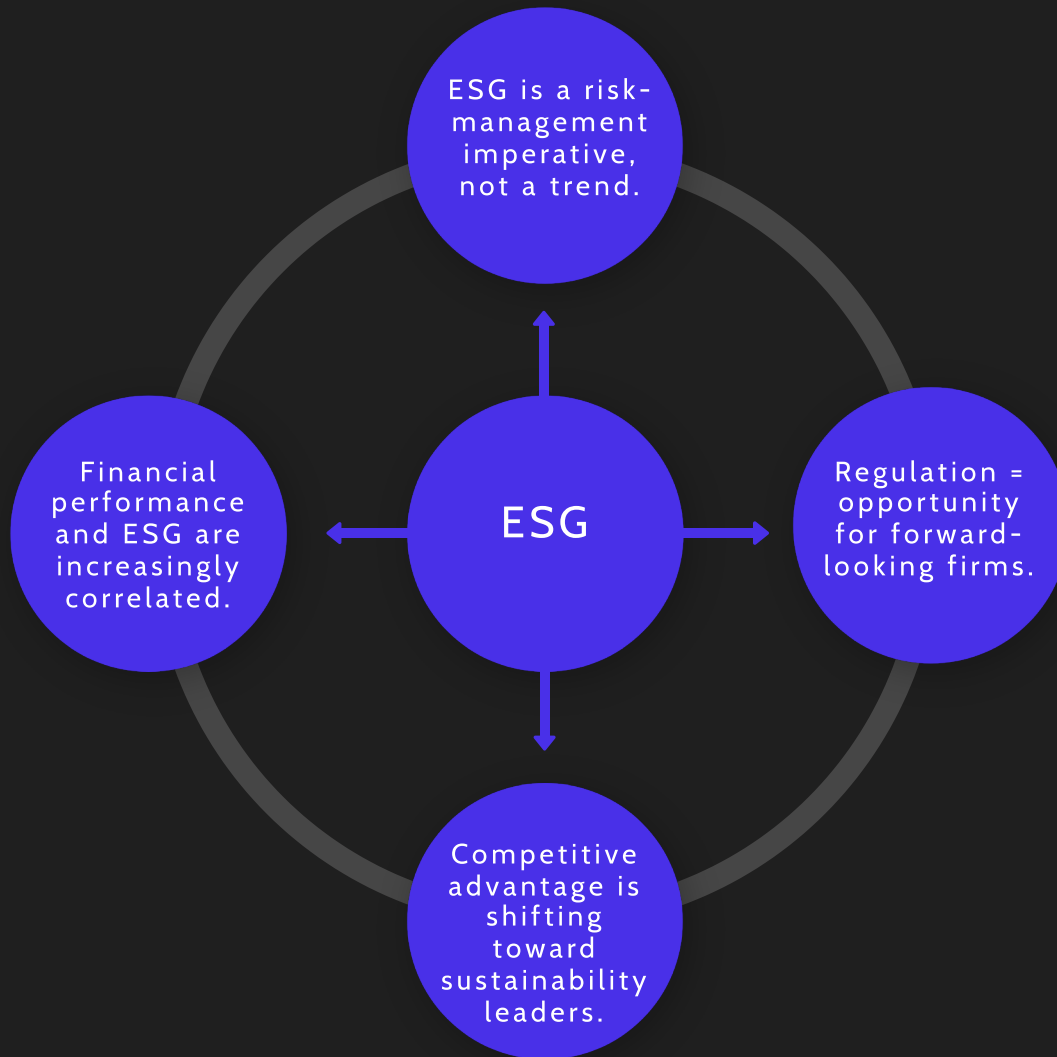 ESG is a risk-
management
imperative,
not a trend.
Financial
performance
and ESG are
increasingly
correlated.
ESG
Regulation =
opportunity
for forward-
looking firms.
Competitive
advantage is
shifting
toward
sustainability
leaders.